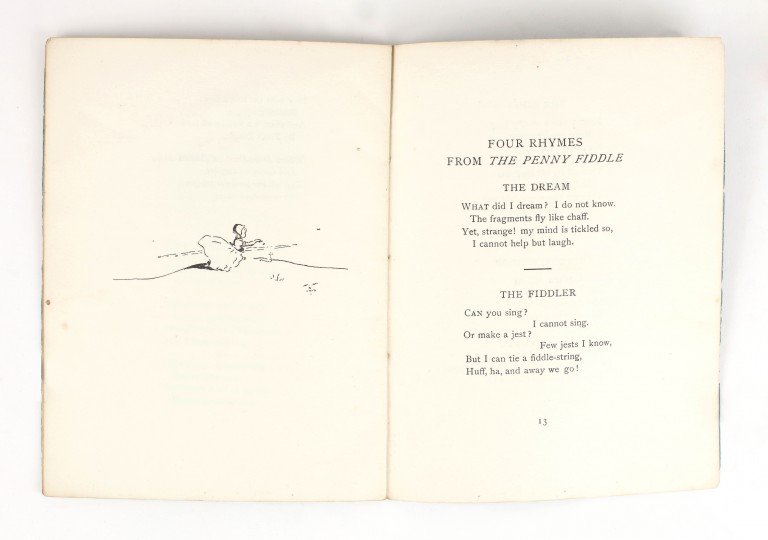 FOUR RHYMES
FROM THE PENNY FIDDLE
THE DREAM
WHAT did I dream? I do not know.
The fragments fly like chaff.
Yet, strange! my mind is tickled so,
I cannot help but laugh.
THE FIDDLER
CAN you sing?
I cannot sing.
Or make a jest?
Few jests I know,
But I can tie a fiddle-string,
Huff, ha, and away we go!
13